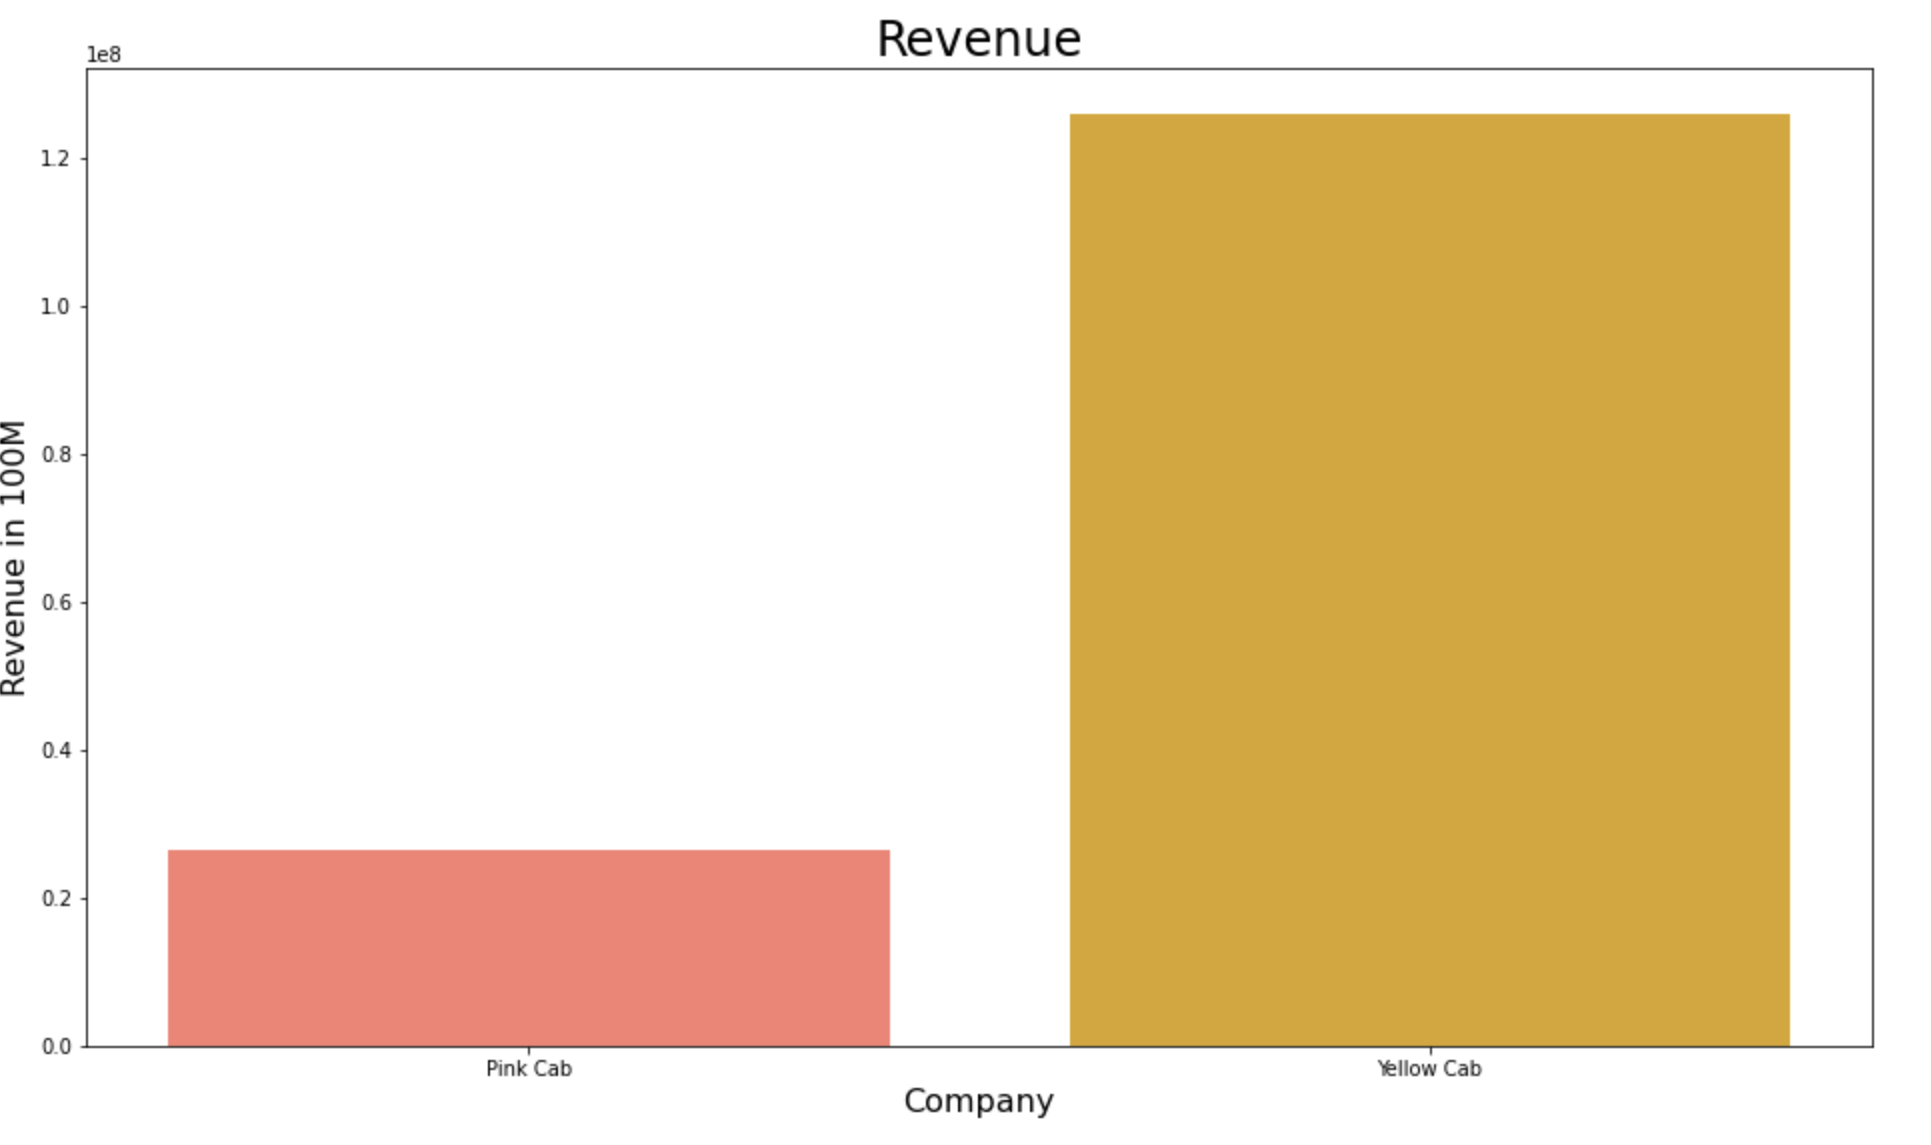 Revenue
1e8
1.2
1.0
0.8
0.6
0.4
0.2
0.0
Revenue in 100M
Pink Cab
Yellow Cab
Company